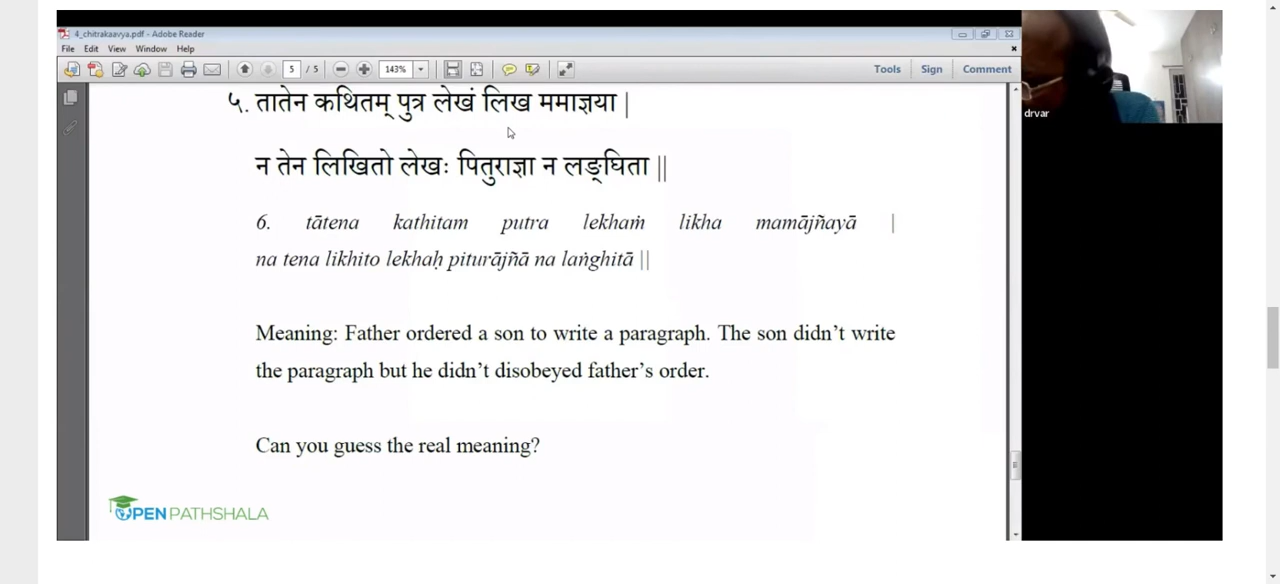 4_chitrakaavya.pdf - Adobe Reader
File Edit View Window Help
5 / 5 143% Tools Sign Comment
drvar
५. तातेन कथितम् पुत्र लेखं लिख ममाज्ञया |
न तेन लिखितो लेखः पितुराज्ञा न लङ्घिता ||
6. tātena kathitam putra lekhaṁ likha mamājñayā |
na tena likhito lekhaḥ piturājñā na laṅghitā ||
Meaning: Father ordered a son to write a paragraph. The son didn’t write
the paragraph but he didn’t disobeyed father’s order.
Can you guess the real meaning?
OPEN PATHSHALA